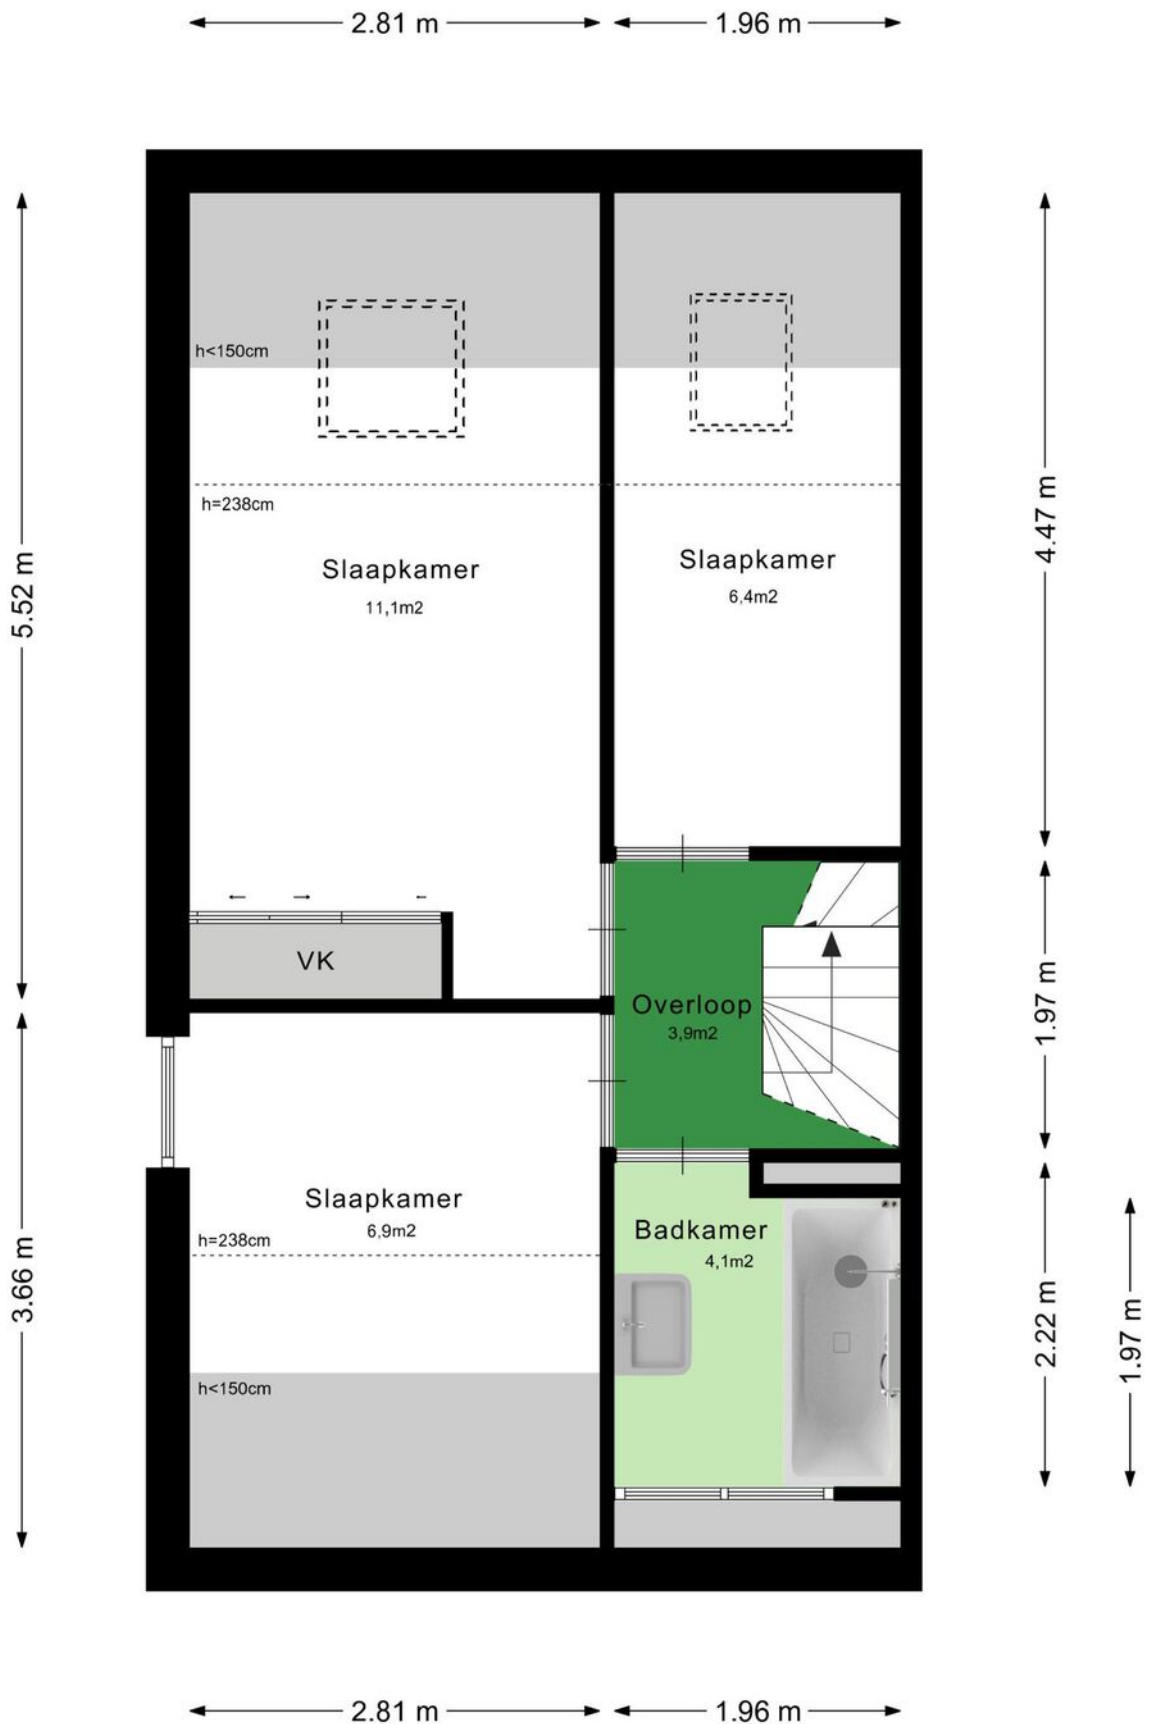 2.81 m
1.96 m
h<150cm
h=238cm
Slaapkamer
11,1m2
Slaapkamer
6,4m2
5.52 m
4.47 m
VK
Overloop
3,9m2
1.97 m
Slaapkamer
6,9m2
h=238cm
h<150cm
3.66 m
Badkamer
4,1m2
2.22 m
1.97 m
2.81 m
1.96 m